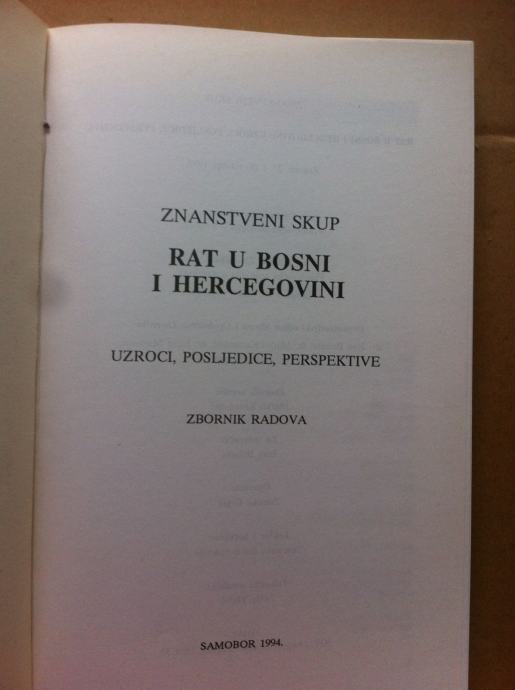 ZNANSTVENI SKUP
RAT U BOSNI
I HERCEGOVINI
UZROCI, POSLJEDICE, PERSPEKTIVE
ZBORNIK RADOVA
SAMOBOR 1994.